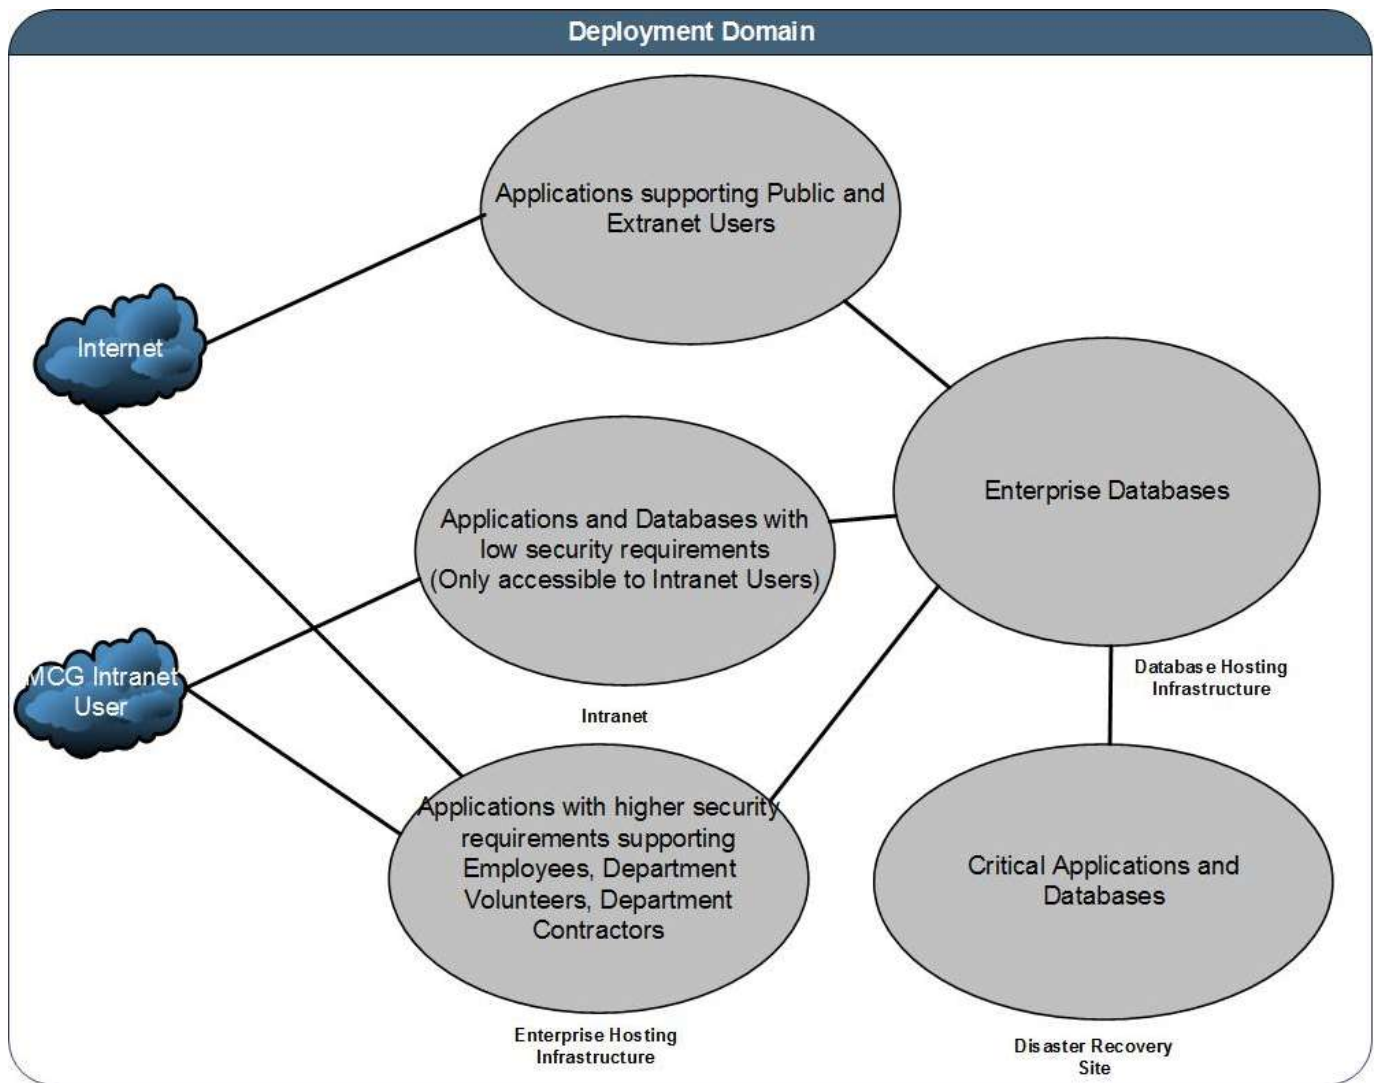 Deployment Domain
Applications supporting Public and
Extranet Users
Internet
Enterprise Databases
Applications and Databases with
low security requirements
(Only accessible to Intranet Users)
MCG Intranet
User
Database Hosting
Infrastructure
Intranet
Applications with higher security
requirements supporting
Employees, Department
Volunteers, Department
Contractors
Critical Applications and
Databases
Enterprise Hosting
Infrastructure
Disaster Recovery
Site